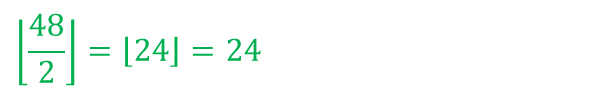 ⌊48/2⌋ = ⌊24⌋ = 24